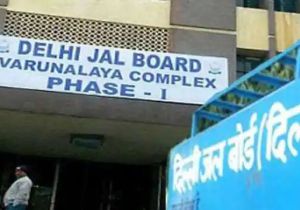 DELHI JAL BOARD
VARUNALAYA COMPLEX
PHASE - I
दिल्ली जल बोर्ड (दिल